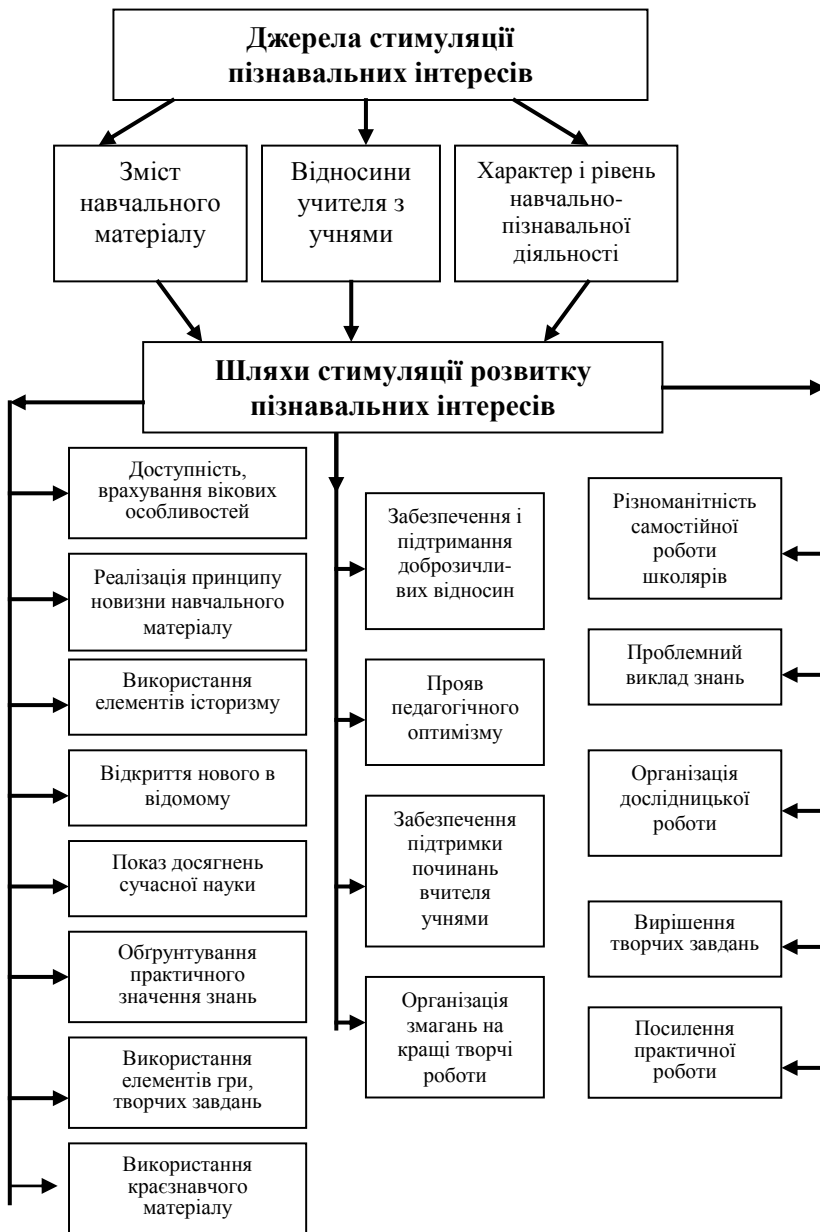 Джерела стимуляції
пізнавальних інтересів
Зміст
навчального
матеріалу
Відносини
учителя з
учнями
Характер і рівень
навчально-
пізнавальної
діяльності
Шляхи стимуляції розвитку
пізнавальних інтересів
Доступність,
врахування вікових
особливостей
Реалізація принципу
новизни навчального
матеріалу
Використання
елементів історизму
Відкриття нового в
відомому
Показ досягнень
сучасної науки
Обґрунтування
практичного
значення знань
Використання
елементів гри,
творчих завдань
Використання
краєзнавчого
матеріалу
Забезпечення і
підтримання
доброзичли-
вих відносин
Прояв
педагогічного
оптимізму
Забезпечення
підтримки
починань
вчителя
учнями
Організація
змагань на
кращі творчі
роботи
Різноманітність
самостійної
роботи
школярів
Проблемний
виклад знань
Організація
дослідницької
роботи
Вирішення
творчих завдань
Посилення
практичної
роботи